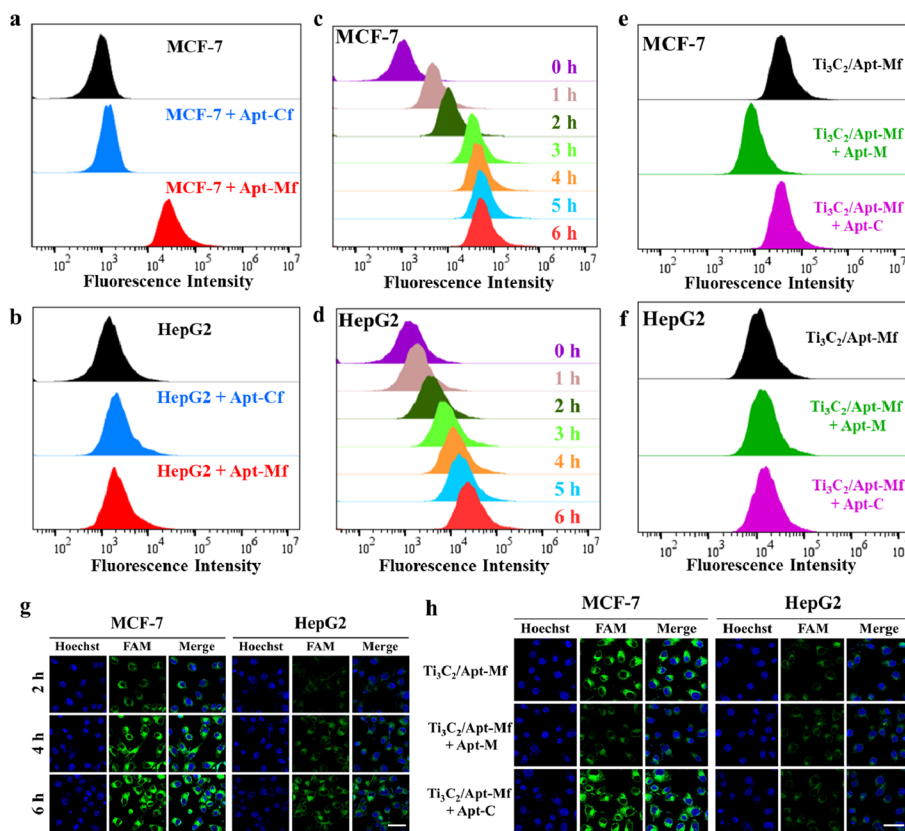 a
MCF-7
MCF-7 + Apt-Cf
MCF-7 + Apt-Mf
10² 10³ 10⁴ 10⁵ 10⁶ 10⁷
Fluorescence Intensity
b
HepG2
HepG2 + Apt-Cf
HepG2 + Apt-Mf
10² 10³ 10⁴ 10⁵ 10⁶ 10⁷
Fluorescence Intensity
c
MCF-7
0 h
1 h
2 h
3 h
4 h
5 h
6 h
10² 10³ 10⁴ 10⁵ 10⁶ 10⁷
Fluorescence Intensity
d
HepG2
0 h
1 h
2 h
3 h
4 h
5 h
6 h
10² 10³ 10⁴ 10⁵ 10⁶ 10⁷
Fluorescence Intensity
e
MCF-7
Ti₃C₂/Apt-Mf
Ti₃C₂/Apt-Mf
+ Apt-M
Ti₃C₂/Apt-Mf
+ Apt-C
10² 10³ 10⁴ 10⁵ 10⁶ 10⁷
Fluorescence Intensity
f
HepG2
Ti₃C₂/Apt-Mf
Ti₃C₂/Apt-Mf
+ Apt-M
Ti₃C₂/Apt-Mf
+ Apt-C
10² 10³ 10⁴ 10⁵ 10⁶ 10⁷
Fluorescence Intensity
g
MCF-7 HepG2
Hoechst FAM Merge Hoechst FAM Merge
2 h
4 h
6 h
h
MCF-7 HepG2
Hoechst FAM Merge Hoechst FAM Merge
Ti₃C₂/Apt-Mf
Ti₃C₂/Apt-Mf
+ Apt-M
Ti₃C₂/Apt-Mf
+ Apt-C